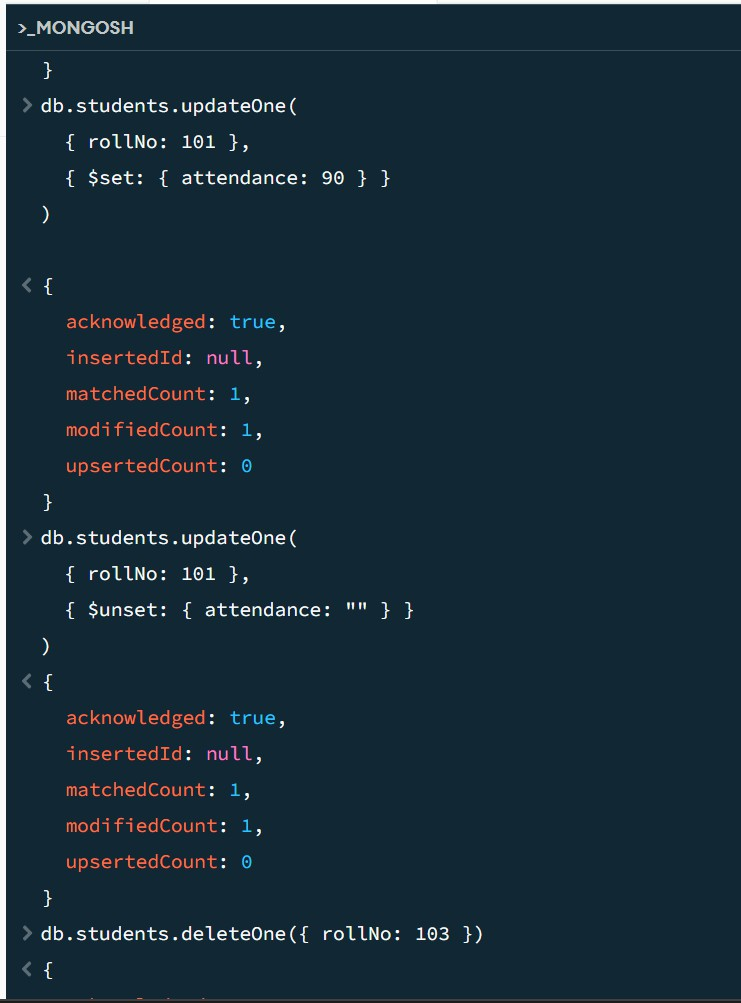 >_MONGOSH
}
> db.students.updateOne(
{ rollNo: 101 },
{ $set: { attendance: 90 } }
)
< {
acknowledged: true,
insertedId: null,
matchedCount: 1,
modifiedCount: 1,
upsertedCount: 0
}
> db.students.updateOne(
{ rollNo: 101 },
{ $unset: { attendance: "" } }
)
< {
acknowledged: true,
insertedId: null,
matchedCount: 1,
modifiedCount: 1,
upsertedCount: 0
}
> db.students.deleteOne({ rollNo: 103 })
< {